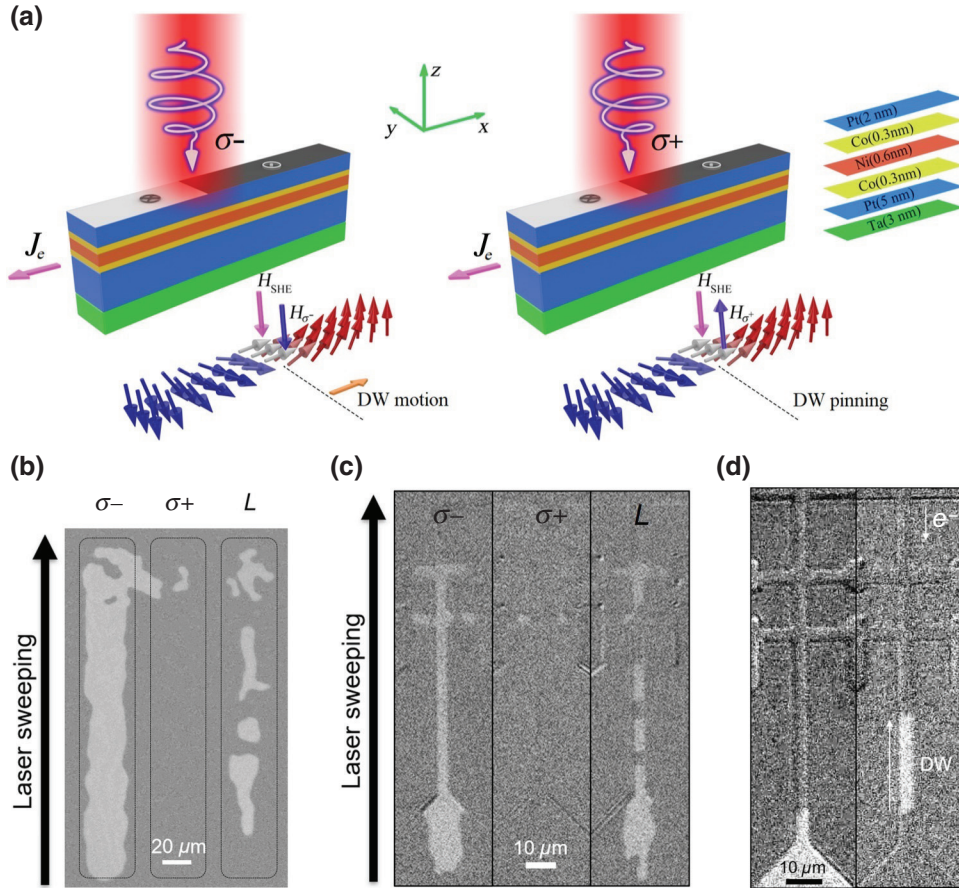 (a)
σ−
z
y
x
σ+
Pt(2 nm)
Co(0.3nm)
Ni(0.6nm)
Co(0.3nm)
Pt(5 nm)
Ta(3 nm)
Je
HSHE
Hσ-
DW motion
Je
HSHE
Hσ+
DW pinning
(b)
σ− σ+ L
Laser sweeping
20 µm
(c)
σ− σ+ L
Laser sweeping
10 µm
(d)
e−
DW
10 µm